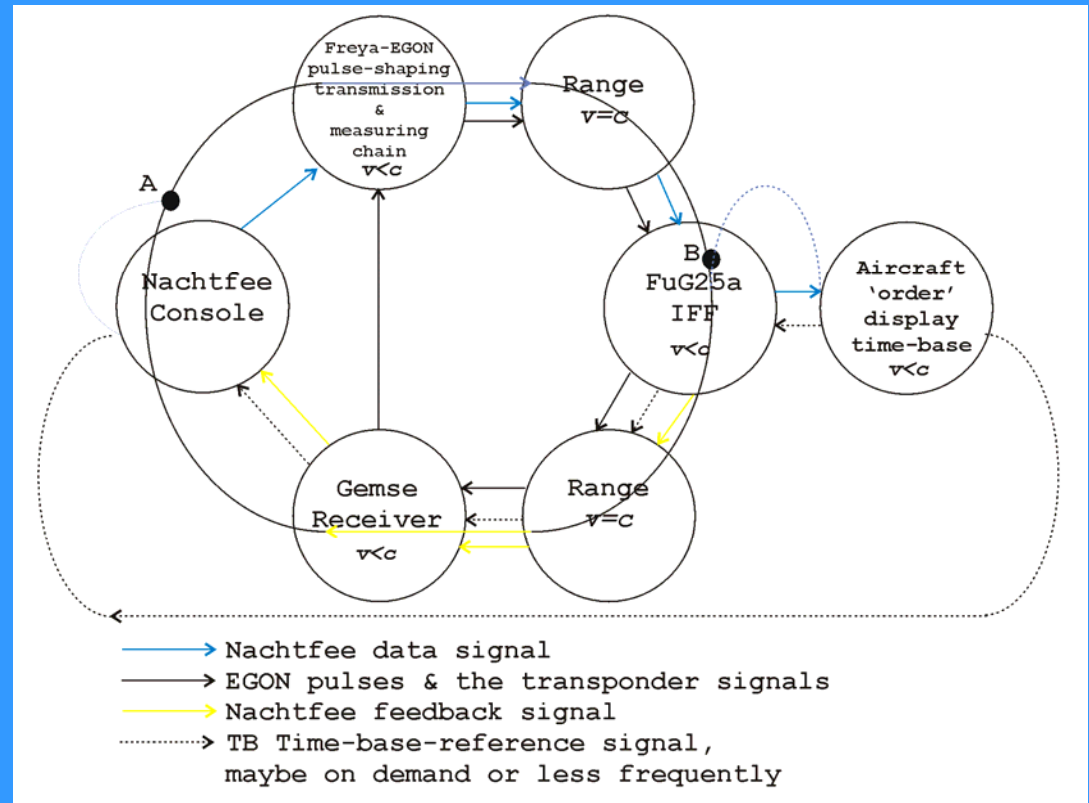 Freya-EGON
pulse-shaping
transmission
&
measuring
chain
v<c
Range
v=c
A
Nachtfee
Console
B
FuG25a
IFF
v<c
Aircraft
‘order’
display
time-base
v<c
Gemse
Receiver
v<c
Range
v=c
Nachtfee data signal
EGON pulses & the transponder signals
Nachtfee feedback signal
TB Time-base-reference signal,
maybe on demand or less frequently